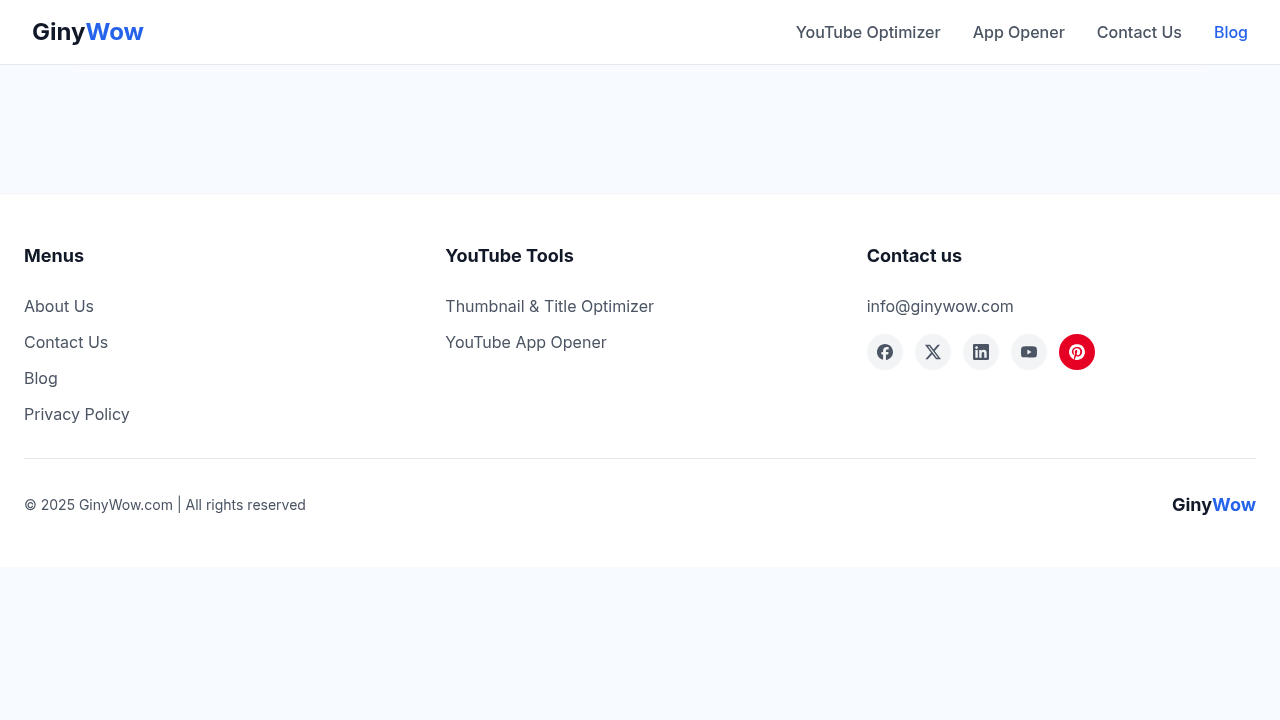 GinyWow
YouTube Optimizer
App Opener
Contact Us
Blog
Menus
About Us
Contact Us
Blog
Privacy Policy
YouTube Tools
Thumbnail & Title Optimizer
YouTube App Opener
Contact us
info@ginywow.com
© 2025 GinyWow.com | All rights reserved
GinyWow